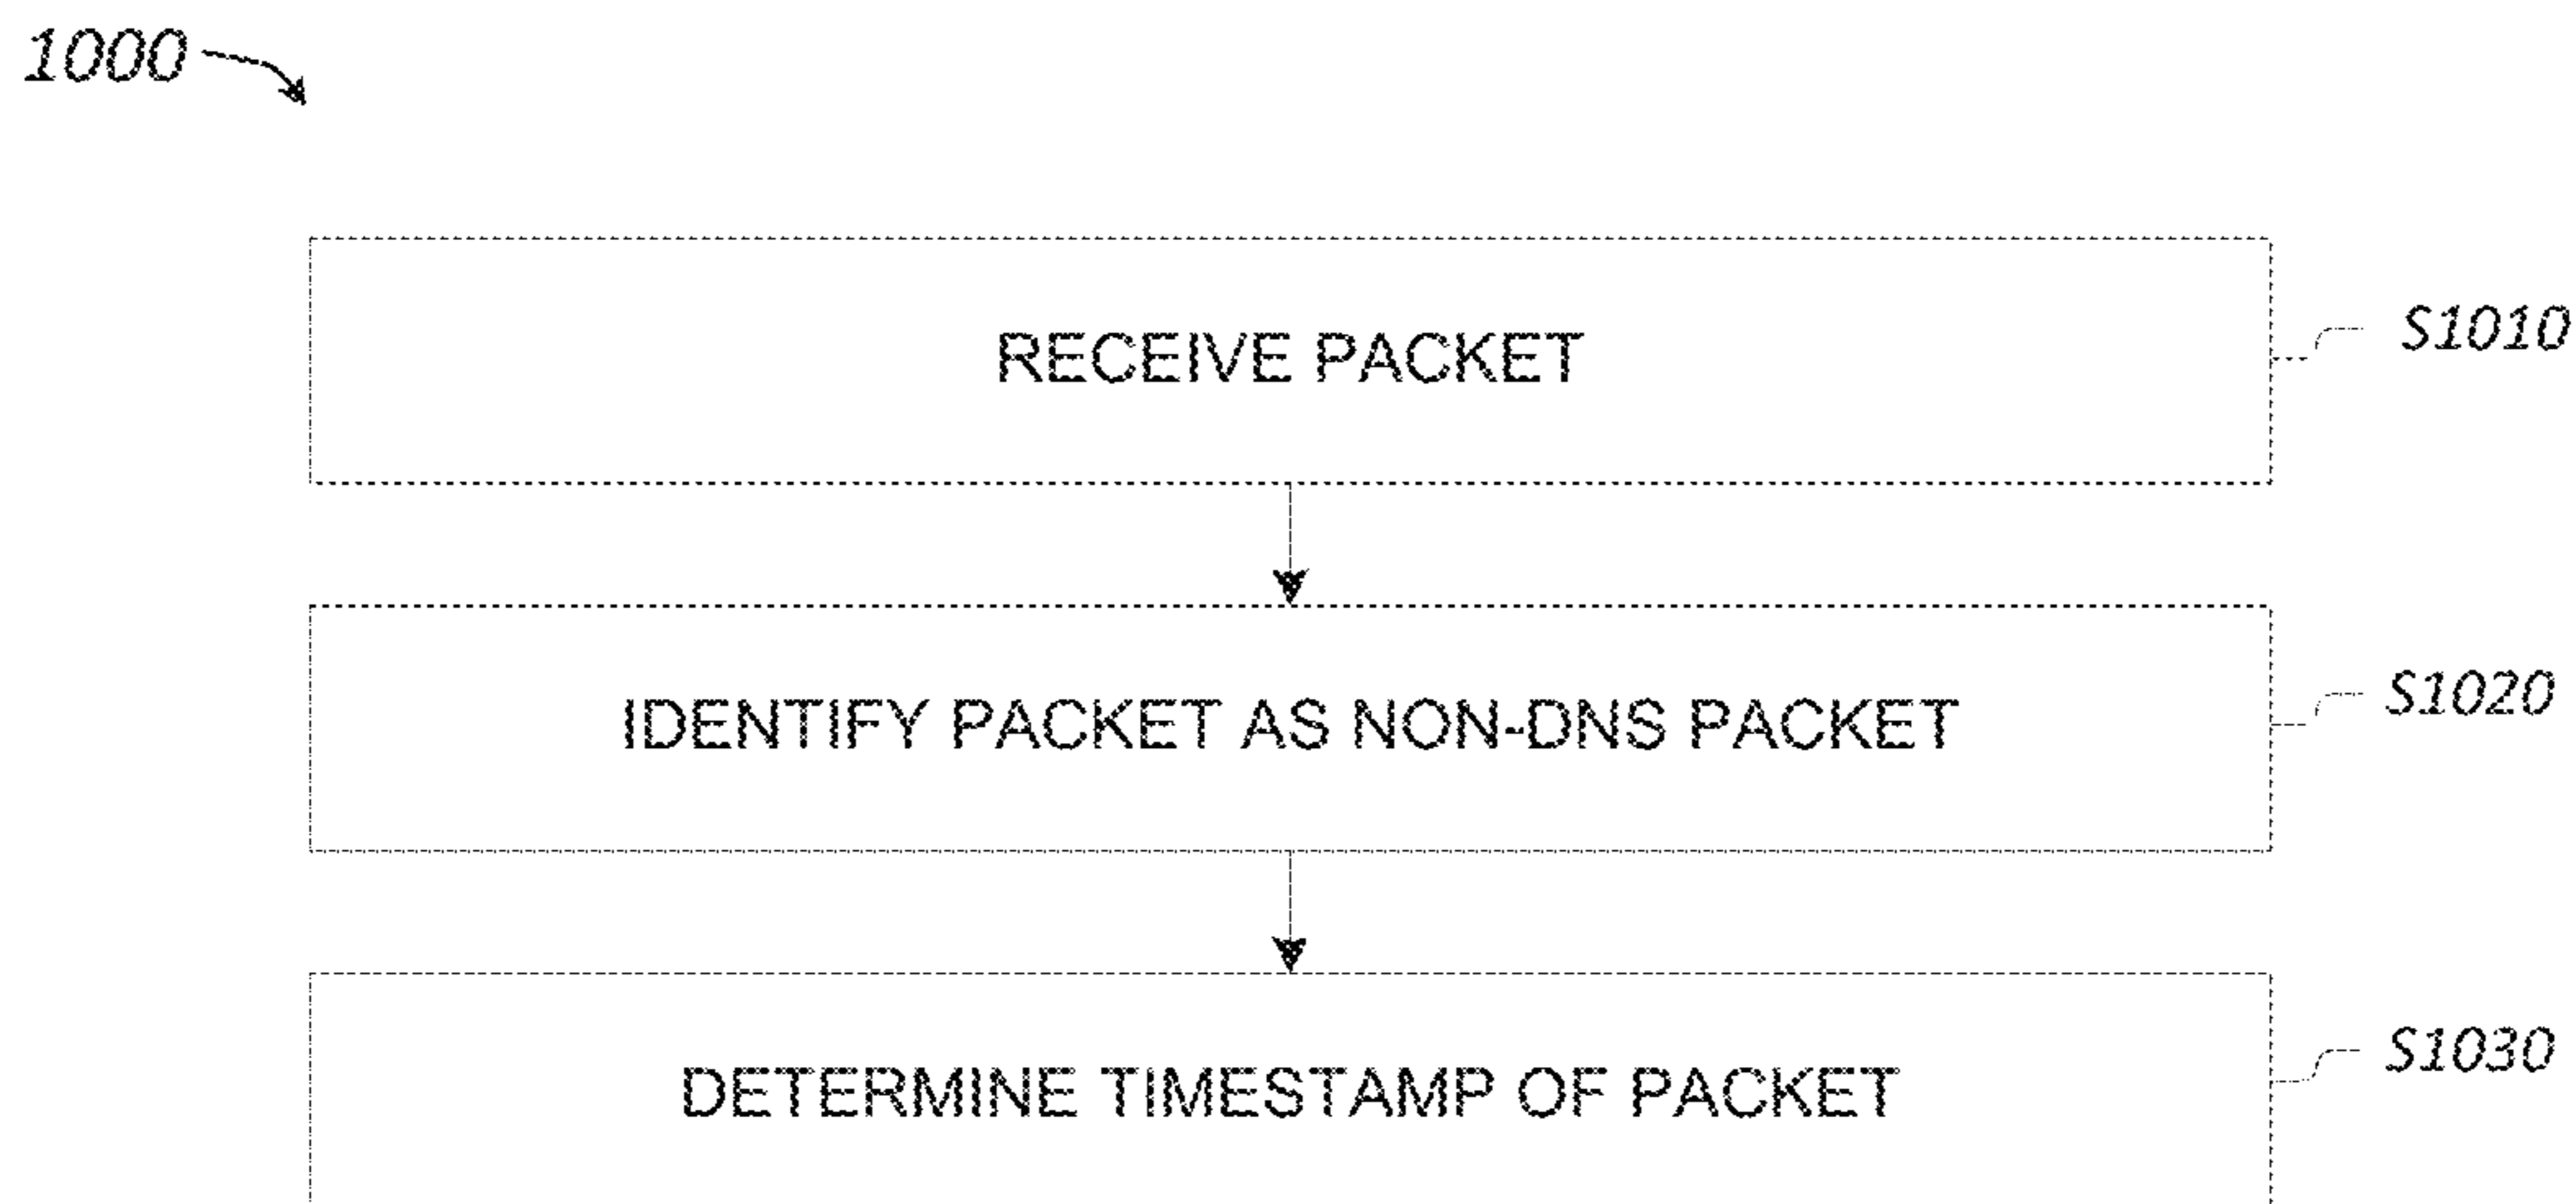 1000
RECEIVE PACKET
S1010
IDENTIFY PACKET AS NON-DNS PACKET
S1020
DETERMINE TIMESTAMP OF PACKET
S1030